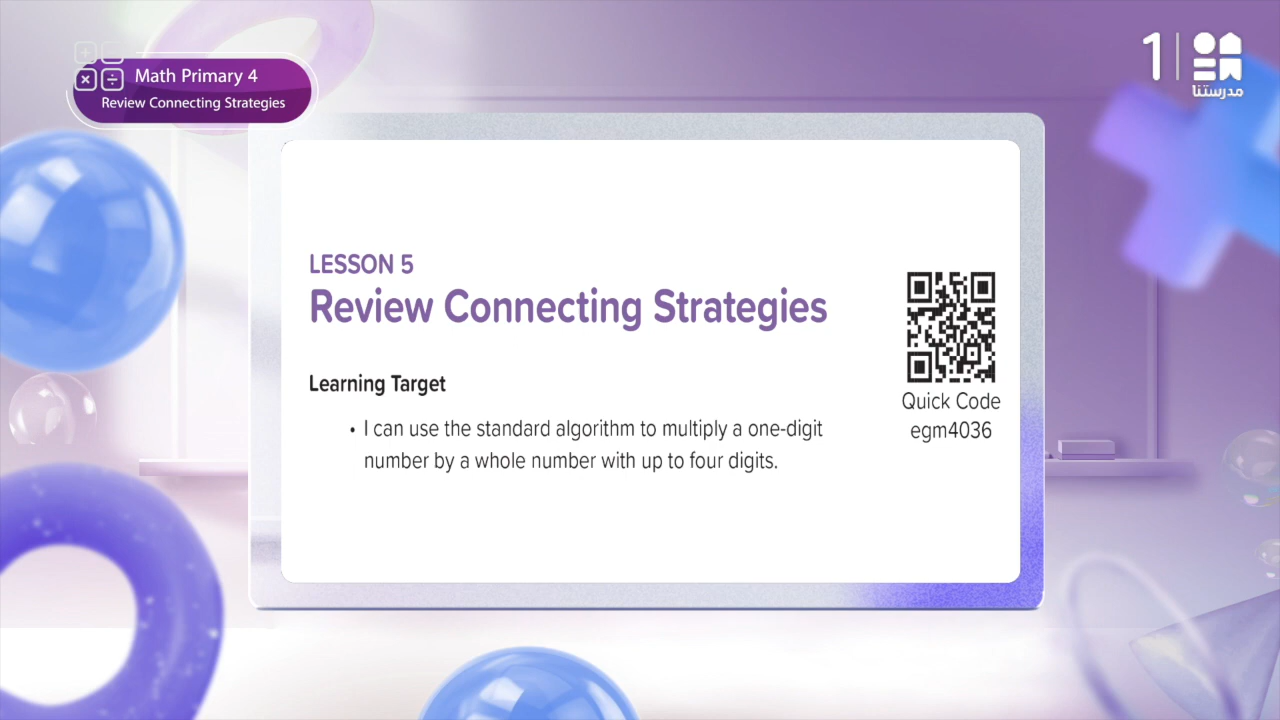 Math Primary 4
Review Connecting Strategies
1
مدرستنا
LESSON 5
Review Connecting Strategies
Learning Target
• I can use the standard algorithm to multiply a one-digit
number by a whole number with up to four digits.
Quick Code
egm4036